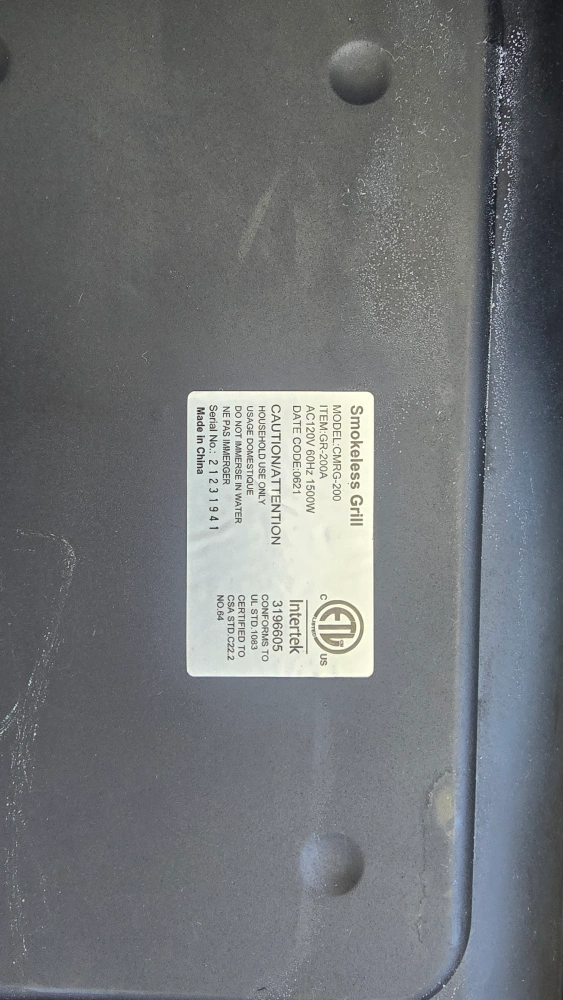 Smokeless Grill
MODEL:CMRG-200
ITEM:GR-200A
AC120V 60Hz 1500W
DATE CODE:0621
CAUTION/ATTENTION
HOUSEHOLD USE ONLY
USAGE DOMESTIQUE
DO NOT IMMERSE IN WATER
NE PAS IMMERGER
Serial No.: 2 1 2 3 1 9 4 1
Made in China
ETL
CM
LISTED
C US
Intertek
3196605
CONFORMS TO
UL STD.1083
CERTIFIED TO
CSA STD.C22.2
NO.64